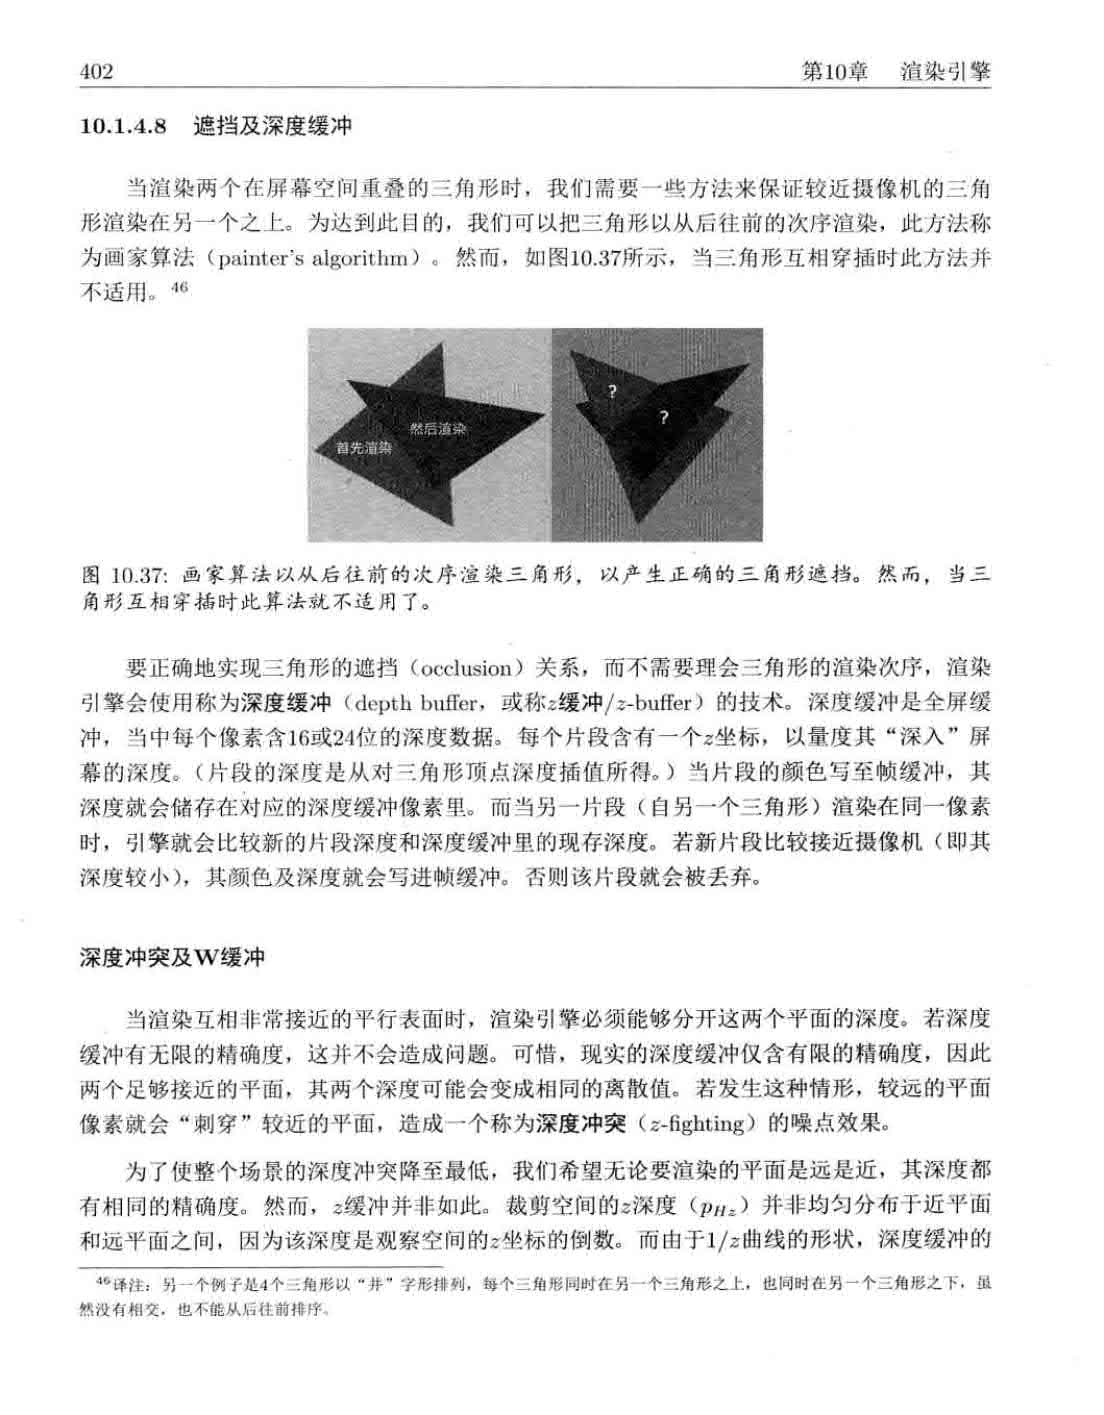 402
第10章 渲染引擎
10.1.4.8 遮挡及深度缓冲
当渲染两个在屏幕空间重叠的三角形时，我们需要一些方法来保证较近摄像机的三角
形渲染在另一个之上。为达到此目的，我们可以把三角形以从后往前的次序渲染，此方法称
为画家算法（painter's algorithm）。然而，如图10.37所示，当三角形互相穿插时此方法并
不适用。46
然后渲染
首先渲染
?
?
图 10.37: 画家算法以从后往前的次序渲染三角形，以产生正确的三角形遮挡。然而，当三
角形互相穿插时此算法就不适用了。
要正确地实现三角形的遮挡（occlusion）关系，而不需要理会三角形的渲染次序，渲染
引擎会使用称为深度缓冲（depth buffer，或称z缓冲/z-buffer）的技术。深度缓冲是全屏缓
冲，当中每个像素含16或24位的深度数据。每个片段含有一个z坐标，以量度其“深入”屏
幕的深度。（片段的深度是从对三角形顶点深度插值所得。）当片段的颜色写至帧缓冲，其
深度就会储存在对应的深度缓冲像素里。而当另一片段（自另一个三角形）渲染在同一像素
时，引擎就会比较新的片段深度和深度缓冲里的现存深度。若新片段比较接近摄像机（即其
深度较小），其颜色及深度就会写进帧缓冲。否则该片段就会被丢弃。
深度冲突及W缓冲
当渲染互相非常接近的平行表面时，渲染引擎必须能够分开这两个平面的深度。若深度
缓冲有无限的精确度，这并不会造成问题。可惜，现实的深度缓冲仅含有限的精确度，因此
两个足够接近的平面，其两个深度可能会变成相同的离散值。若发生这种情形，较远的平面
像素就会“刺穿”较近的平面，造成一个称为深度冲突（z-fighting）的噪点效果。
为了使整个场景的深度冲突降至最低，我们希望无论要渲染的平面是远是近，其深度都
有相同的精确度。然而，z缓冲并非如此。裁剪空间的z深度（pHz）并非均匀分布于近平面
和远平面之间，因为该深度是观察空间的z坐标的倒数。而由于1/z曲线的形状，深度缓冲的
46译注：另一个例子是4个三角形以“井”字形排列，每个三角形同时在另一个三角形之上，也同时在另一个三角形之下，虽
然没有相交，也不能从后往前排序。